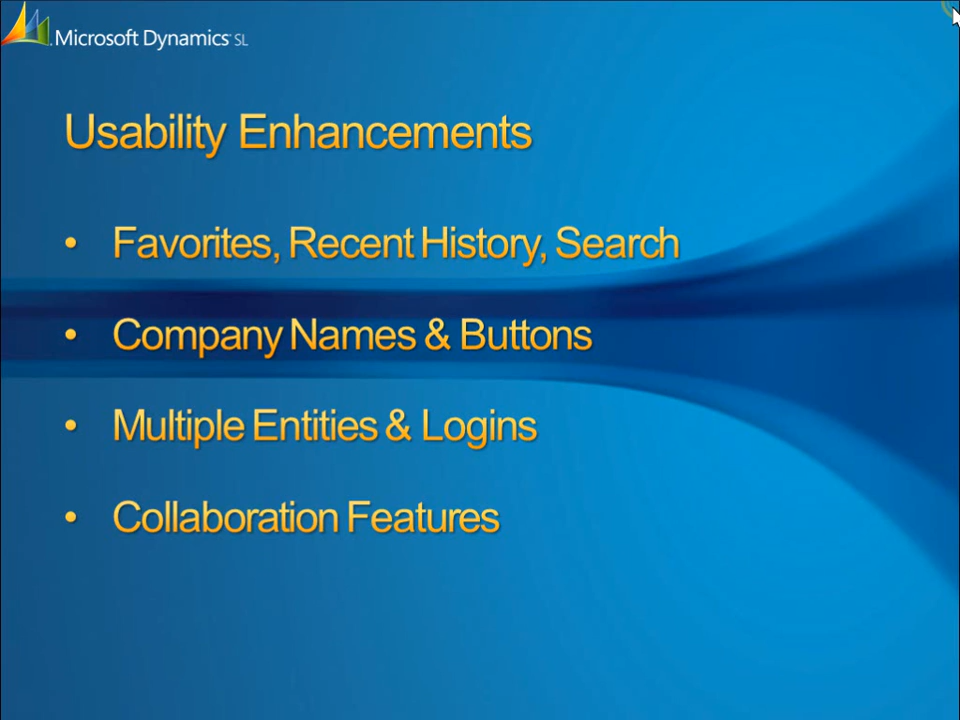 Microsoft Dynamics SL
Usability Enhancements
• Favorites, Recent History, Search
• Company Names & Buttons
• Multiple Entities & Logins
• Collaboration Features